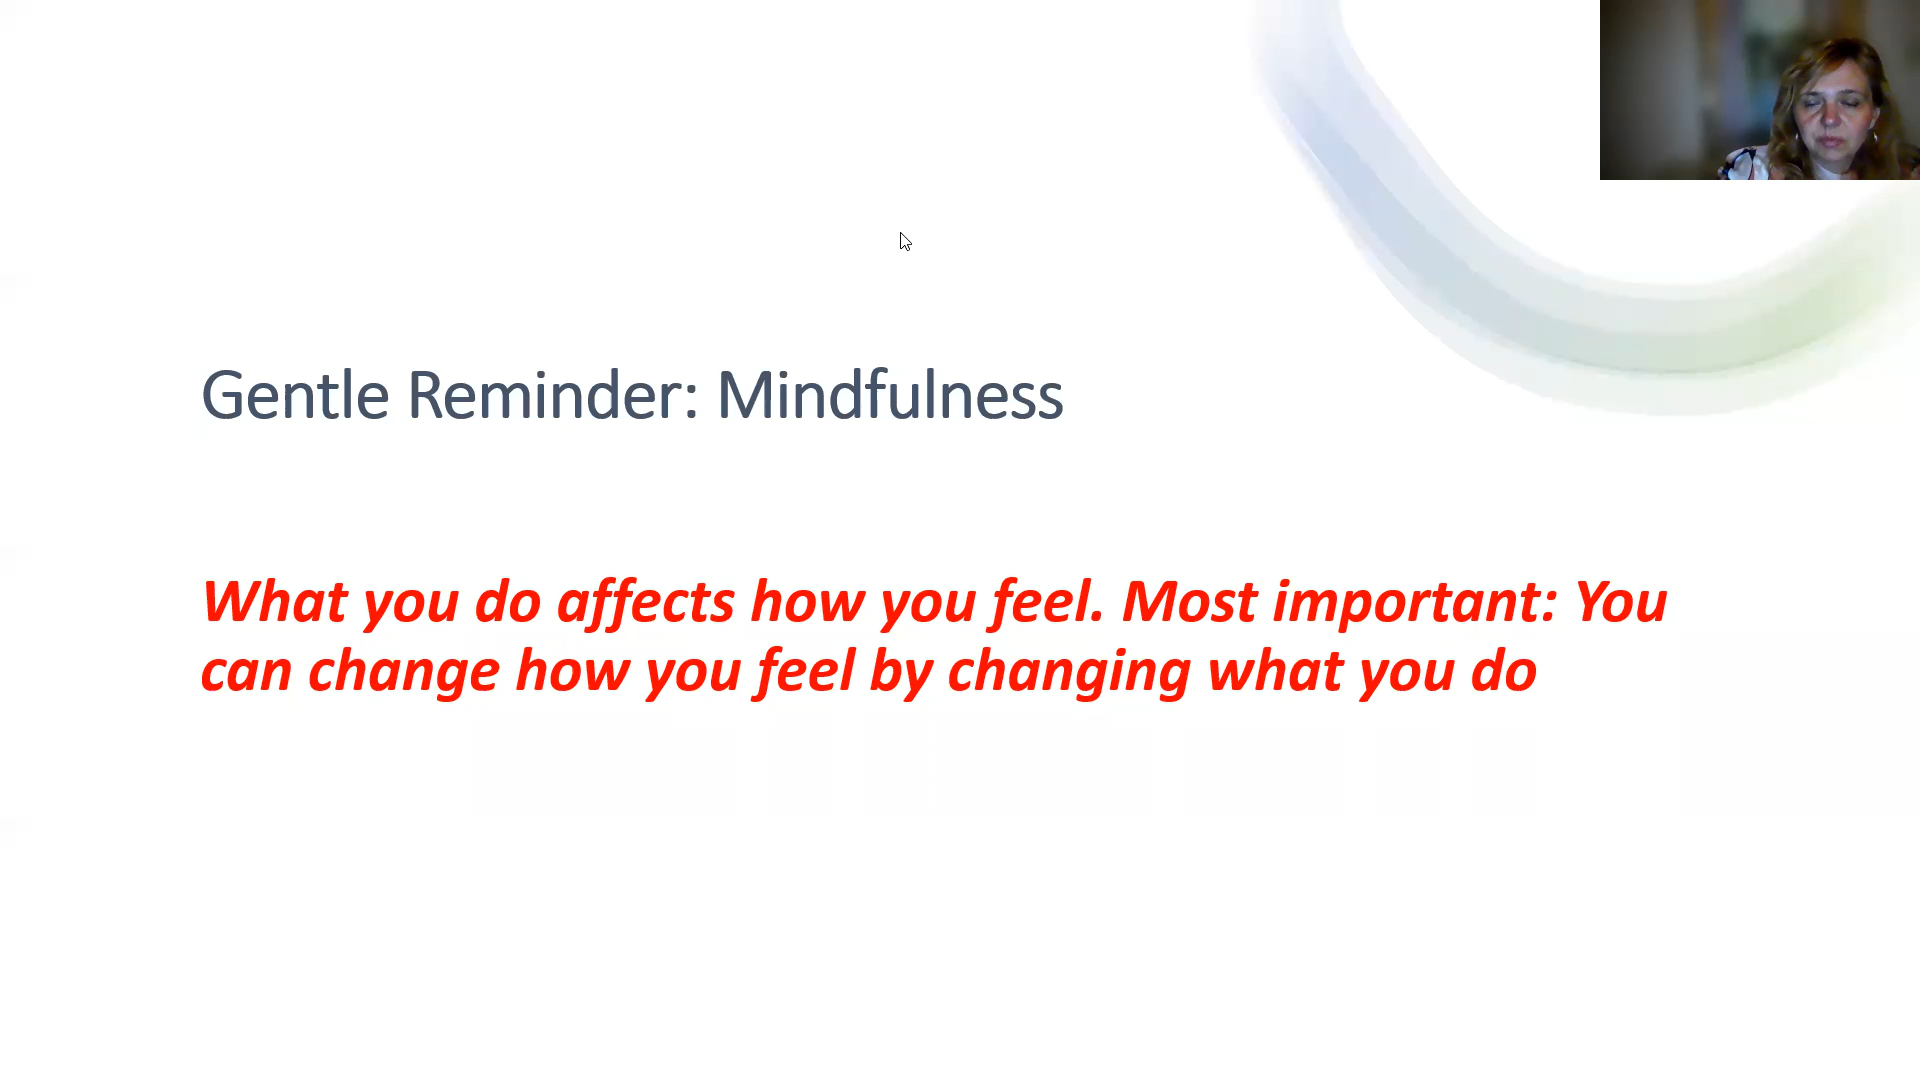 Gentle Reminder: Mindfulness
What you do affects how you feel. Most important: You
can change how you feel by changing what you do